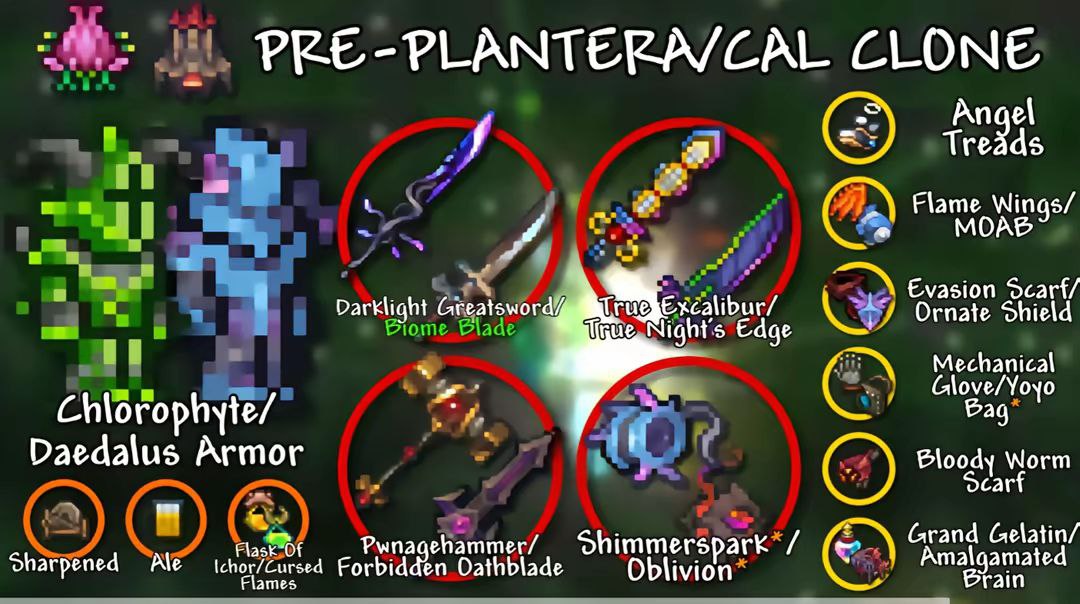 PRE-PLANTERA/CAL CLONE
Chlorophyte/
Daedalus Armor
Sharpened
Ale
Flask Of
Ichor/Cursed
Flames
Darklight Greatsword/
Biome Blade
True Excalibur/
True Night's Edge
Pwnagehammer/
Forbidden Oathblade
Shimmerspark*/
Oblivion*
Angel
Treads
Flame Wings/
MOAB
Evasion Scarf/
Ornate Shield
Mechanical
Glove/Yoyo
Bag*
Bloody Worm
Scarf
Grand Gelatin/
Amalgamated
Brain